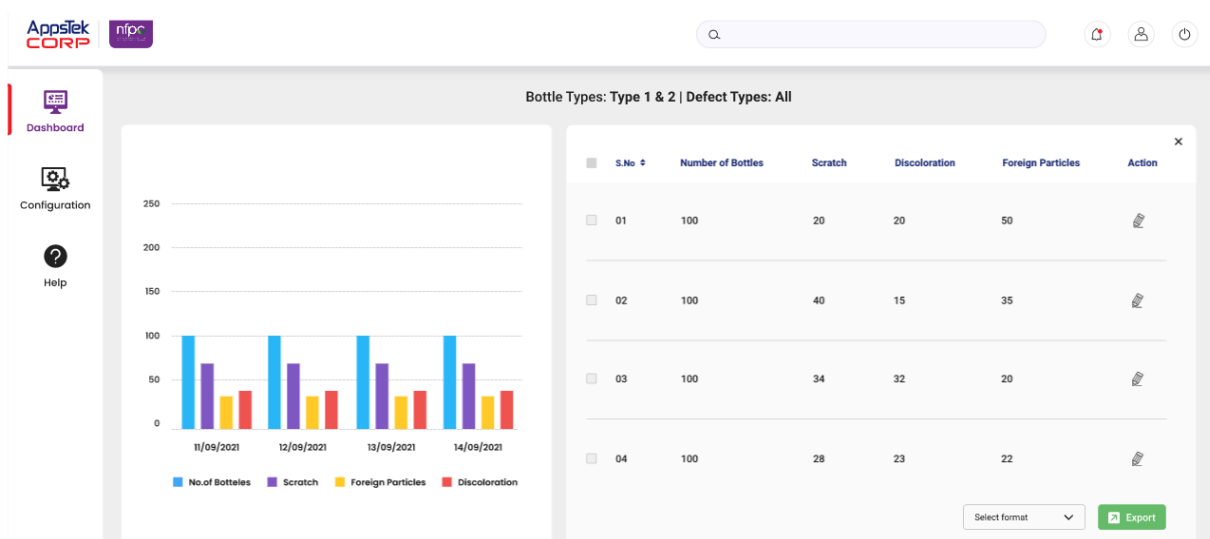 AppsTek
CORP
nfpc
Bottle Types: Type 1 & 2 | Defect Types: All
Dashboard
Configuration
Help
250
200
150
100
50
0
11/09/2021 12/09/2021 13/09/2021 14/09/2021
No.of Botteles Scratch Foreign Particles Discoloration
S.No Number of Bottles Scratch Discoloration Foreign Particles Action
01 100 20 20 50
02 100 40 15 35
03 100 34 32 20
04 100 28 23 22
Select format Export